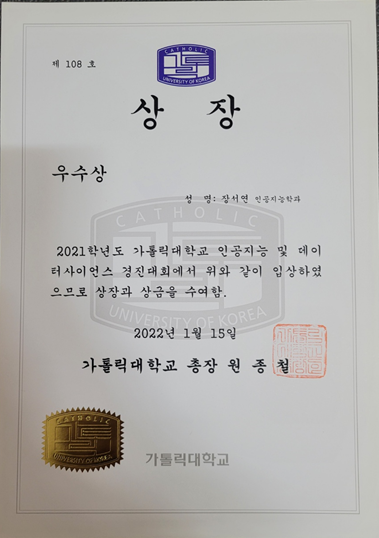 CATHOLIC
UNIVERSITY OF KOREA
제 108 호
상 장
우수상
성 명: 장서연 인공지능학과
CATHOLIC
UNIVERSITY OF KOREA
2021학년도 가톨릭대학교 인공지능 및 데이
터사이언스 경진대회에서 위와 같이 입상하였
으므로 상장과 상금을 수여함.
2022년 1월 15일
가톨릭대학교 총장 원 종 철
CATHOLIC
UNIVERSITY OF KOREA
가톨릭대학교